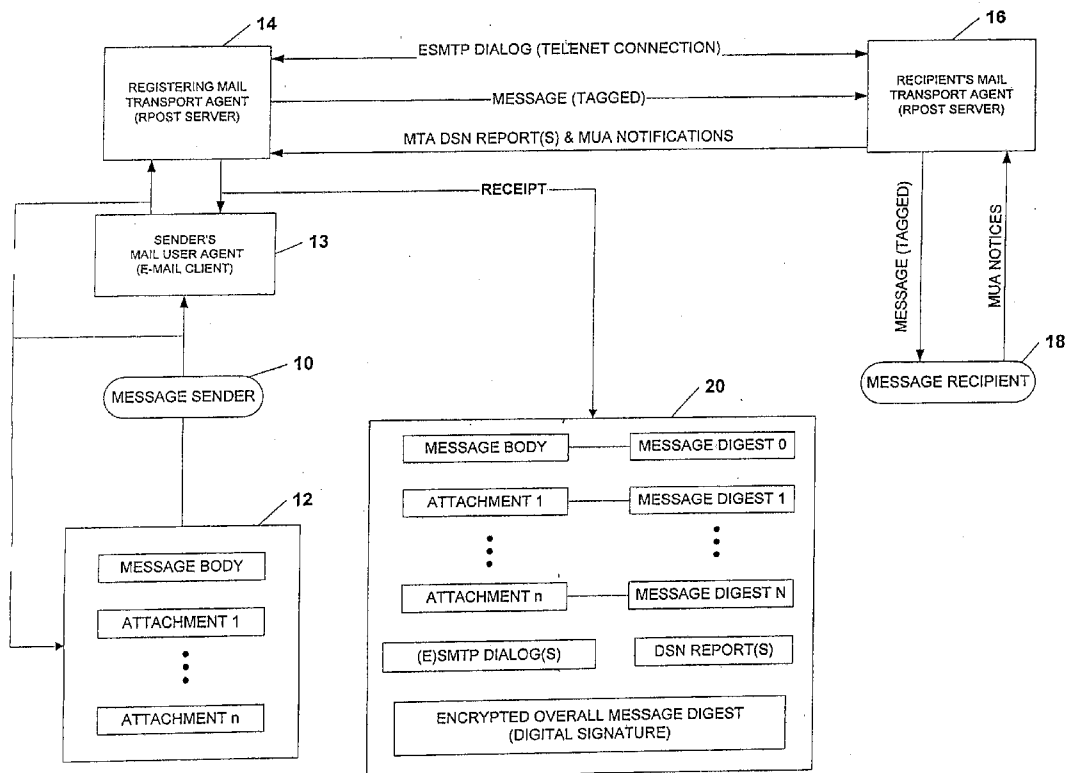 14
16
ESMTP DIALOG (TELENET CONNECTION)
REGISTERING MAIL
TRANSPORT AGENT
(RPOST SERVER)
MESSAGE (TAGGED)
RECIPIENT'S MAIL
TRANSPORT AGENT
(RPOST SERVER)
MTA DSN REPORT(S) & MUA NOTIFICATIONS
RECEIPT
SENDER'S
MAIL USER AGENT
(E-MAIL CLIENT)
13
MESSAGE (TAGGED)
MUA NOTICES
10
MESSAGE SENDER
18
MESSAGE RECIPIENT
20
MESSAGE BODY
MESSAGE DIGEST 0
ATTACHMENT 1
MESSAGE DIGEST 1
ATTACHMENT n
MESSAGE DIGEST N
(E)SMTP DIALOG(S)
DSN REPORT(S)
ENCRYPTED OVERALL MESSAGE DIGEST
(DIGITAL SIGNATURE)
12
MESSAGE BODY
ATTACHMENT 1
ATTACHMENT n